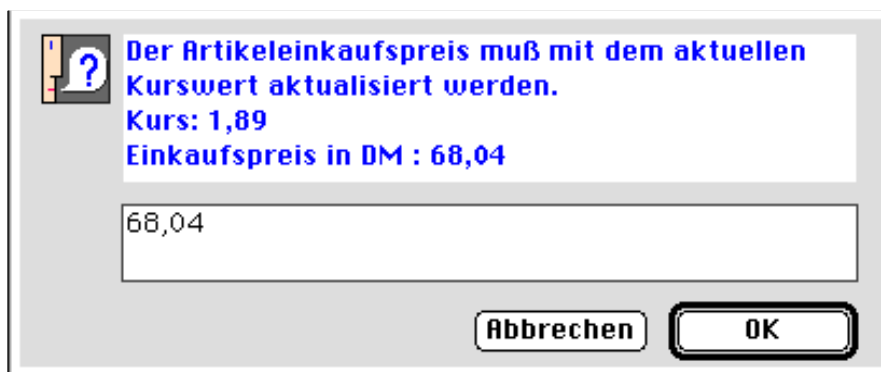 Der Artikeleinkaufspreis muß mit dem aktuellen
Kurswert aktualisiert werden.
Kurs: 1,89
Einkaufspreis in DM : 68,04
68,04
Abbrechen
OK